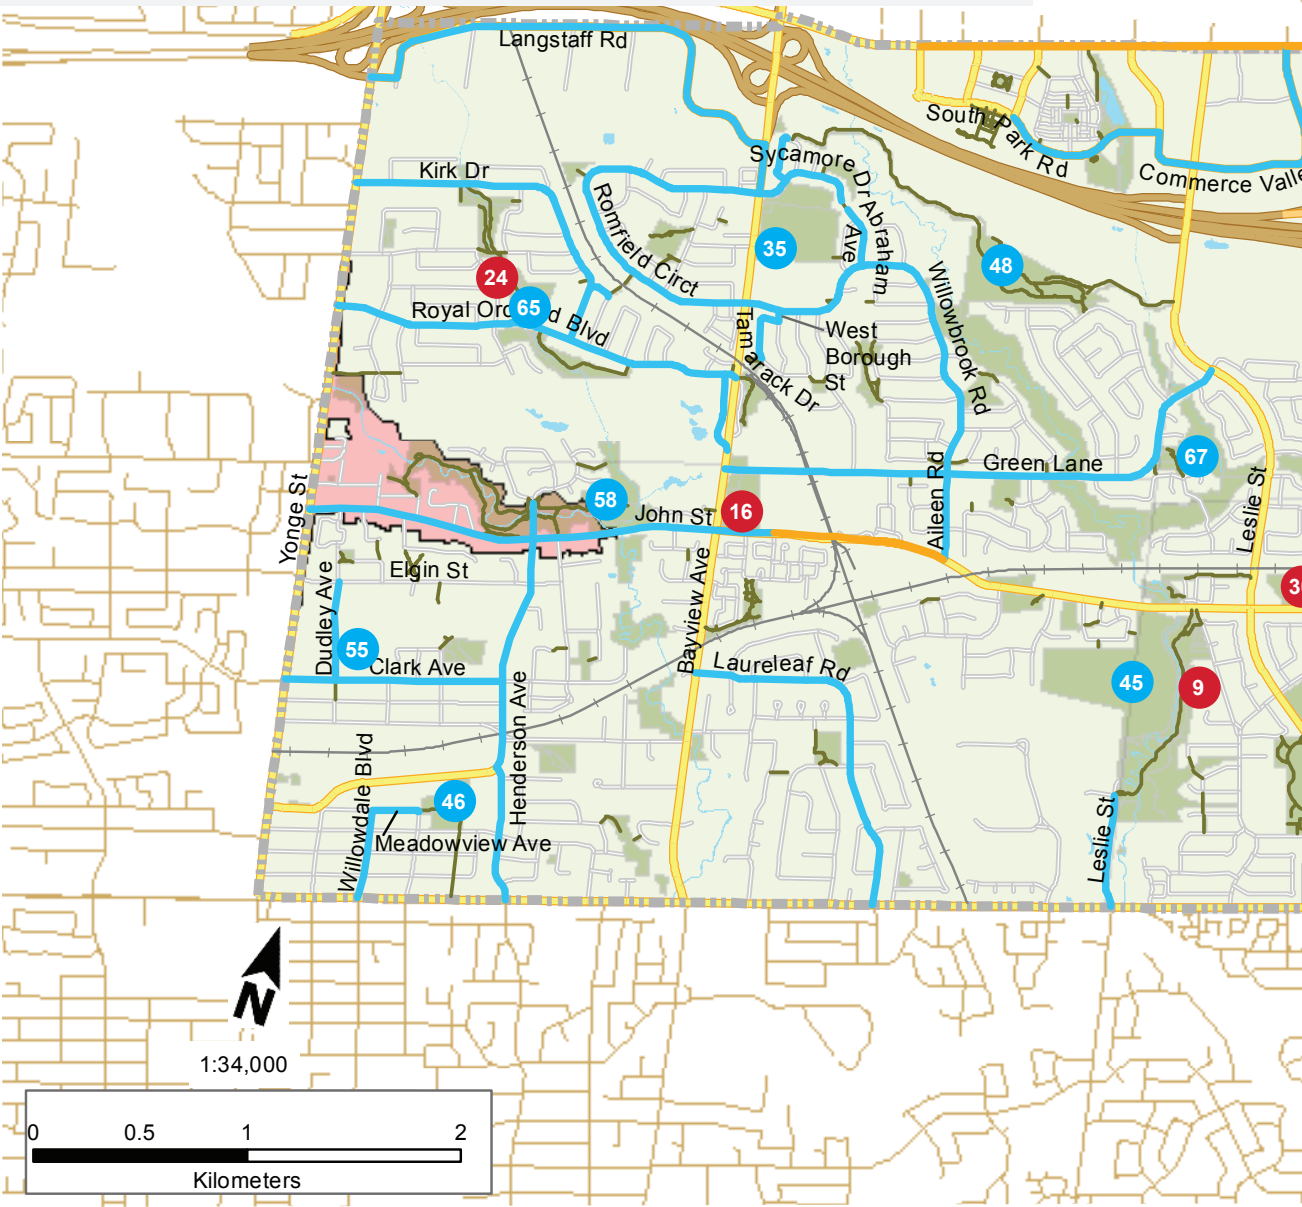 Langstaff Rd
South Park Rd
Commerce Valle
Sycamore Dr
Kirk Dr
Romfield Circt
Abraham
Ave
35
48
24
65
Royal Orc d Blvd
Willowbrook Rd
West
Borough
St
Tamarack Dr
Green Lane
67
Aileen Rd
Leslie St
Yonge St
58
John St
16
Elgin St
Dudley Ave
Bayview Ave
3
55
Clark Ave
Laureleaf Rd
45
9
Henderson Ave
Willowdale Blvd
46
Meadowview Ave
Leslie St
N
1:34,000
0 0.5 1 2
Kilometers